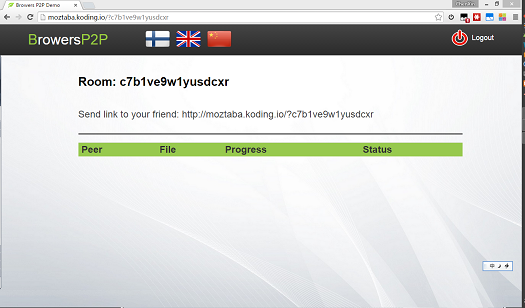 Browers P2P Demo
moztaba.koding.io/?c7b1ve9w1yusdcxr
BrowersP2P
Logout
Room: c7b1ve9w1yusdcxr
Send link to your friend: http://moztaba.koding.io/?c7b1ve9w1yusdcxr
Peer File Progress Status